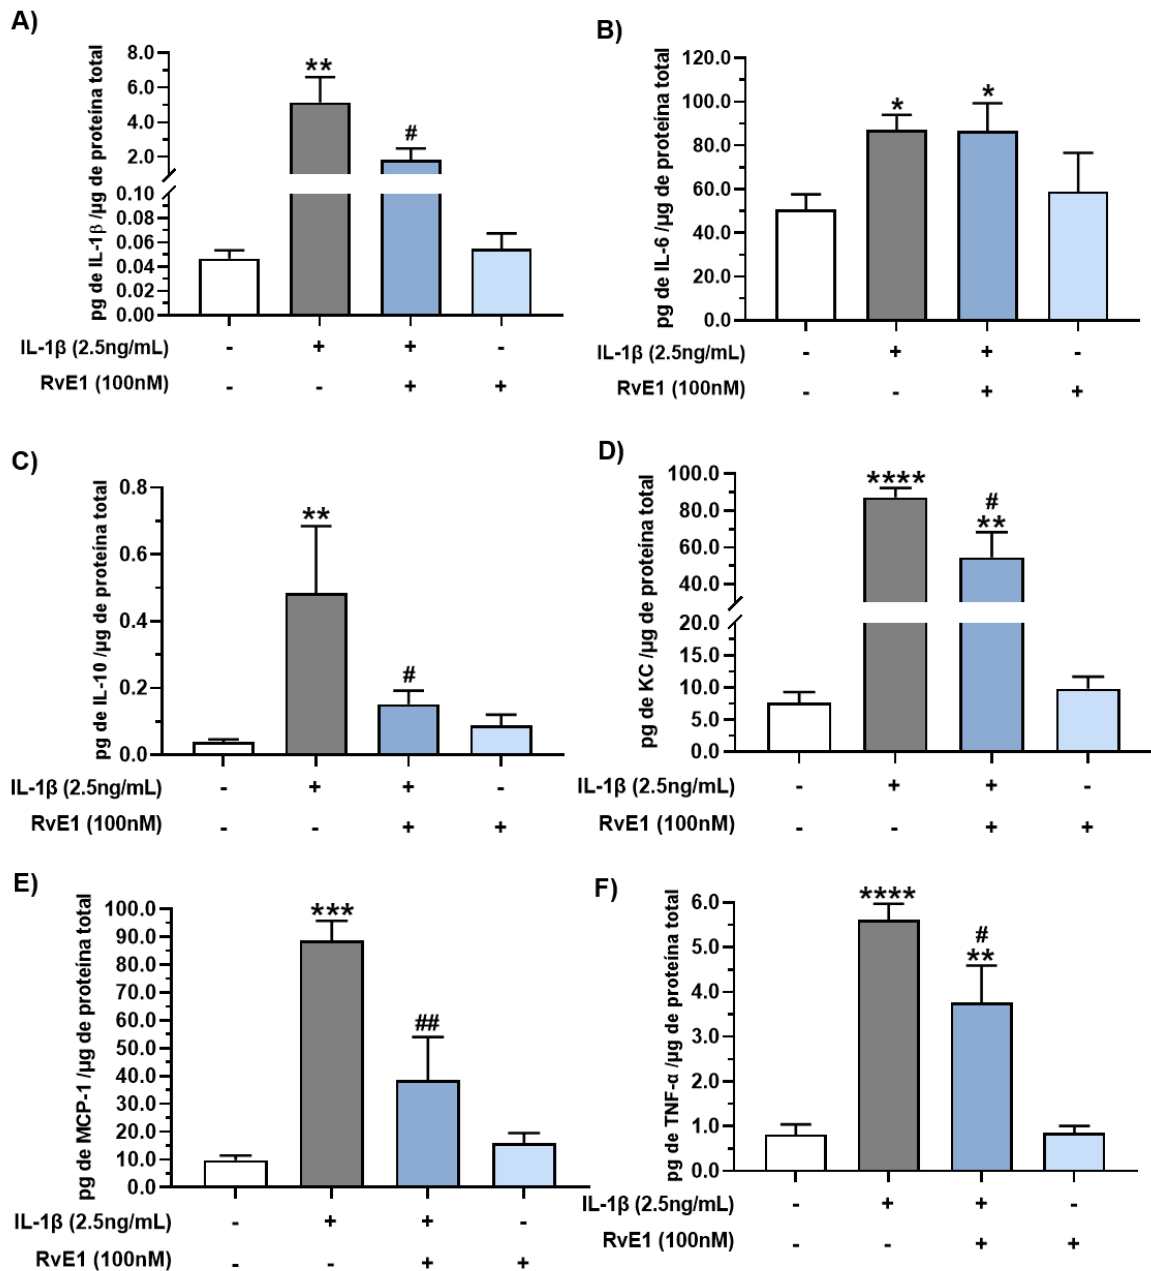 A)
pg de IL-1β /µg de proteína total
8.0
6.0
4.0
2.0
0.10
0.08
0.06
0.04
0.02
0.00
**
#
IL-1β (2.5ng/mL) - + + -
RvE1 (100nM) - - + +
B)
pg de IL-6 /µg de proteína total
120.0
100.0
80.0
60.0
40.0
20.0
0.0
*
*
IL-1β (2.5ng/mL) - + + -
RvE1 (100nM) - - + +
C)
pg de IL-10 /µg de proteína total
0.8
0.6
0.4
0.2
0.0
**
#
IL-1β (2.5ng/mL) - + + -
RvE1 (100nM) - - + +
D)
pg de KC /µg de proteína total
100.0
80.0
60.0
40.0
20.0
15.0
10.0
5.0
0.0
****
#
**
IL-1β (2.5ng/mL) - + + -
RvE1 (100nM) - - + +
E)
pg de MCP-1 /µg de proteína total
100.0
90.0
80.0
70.0
60.0
50.0
40.0
30.0
20.0
10.0
0.0
***
##
IL-1β (2.5ng/mL) - + + -
RvE1 (100nM) - - + +
F)
pg de TNF-α /µg de proteína total
6.0
5.0
4.0
3.0
2.0
1.0
0.0
****
#
**
IL-1β (2.5ng/mL) - + + -
RvE1 (100nM) - - + +